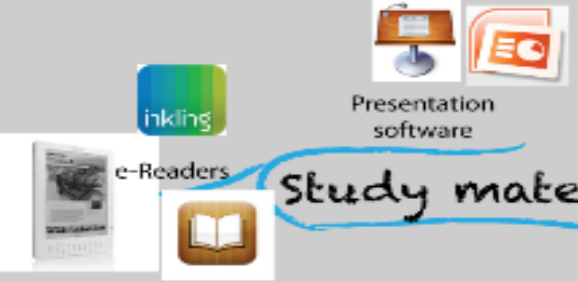 inkling
Presentation
software
e-Readers
Study mate